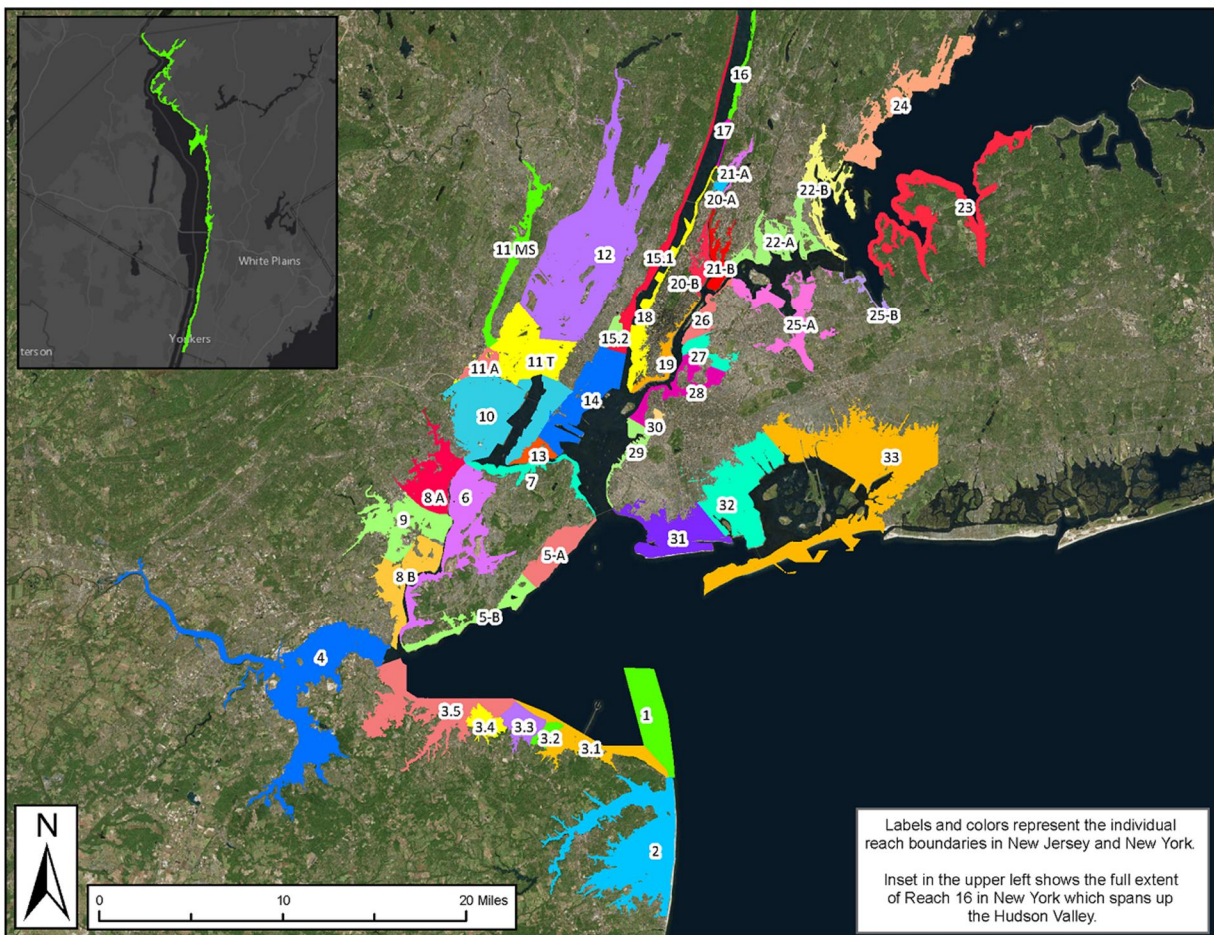 White Plains
Yonkers
terson
16
24
17
21-A
20-A
22-B
23
11 MS
12
22-A
15.1
21-B
20-B
25-B
18
26
25-A
15.2
27
11 T
11 A
19
14
28
10
30
29
13
33
7
8 A
6
32
9
31
5-A
8 B
5-B
4
3.5
1
3.4
3.3
3.2
3.1
2
N
0
10
20 Miles
Labels and colors represent the individual
reach boundaries in New Jersey and New York.
Inset in the upper left shows the full extent
of Reach 16 in New York which spans up
the Hudson Valley.